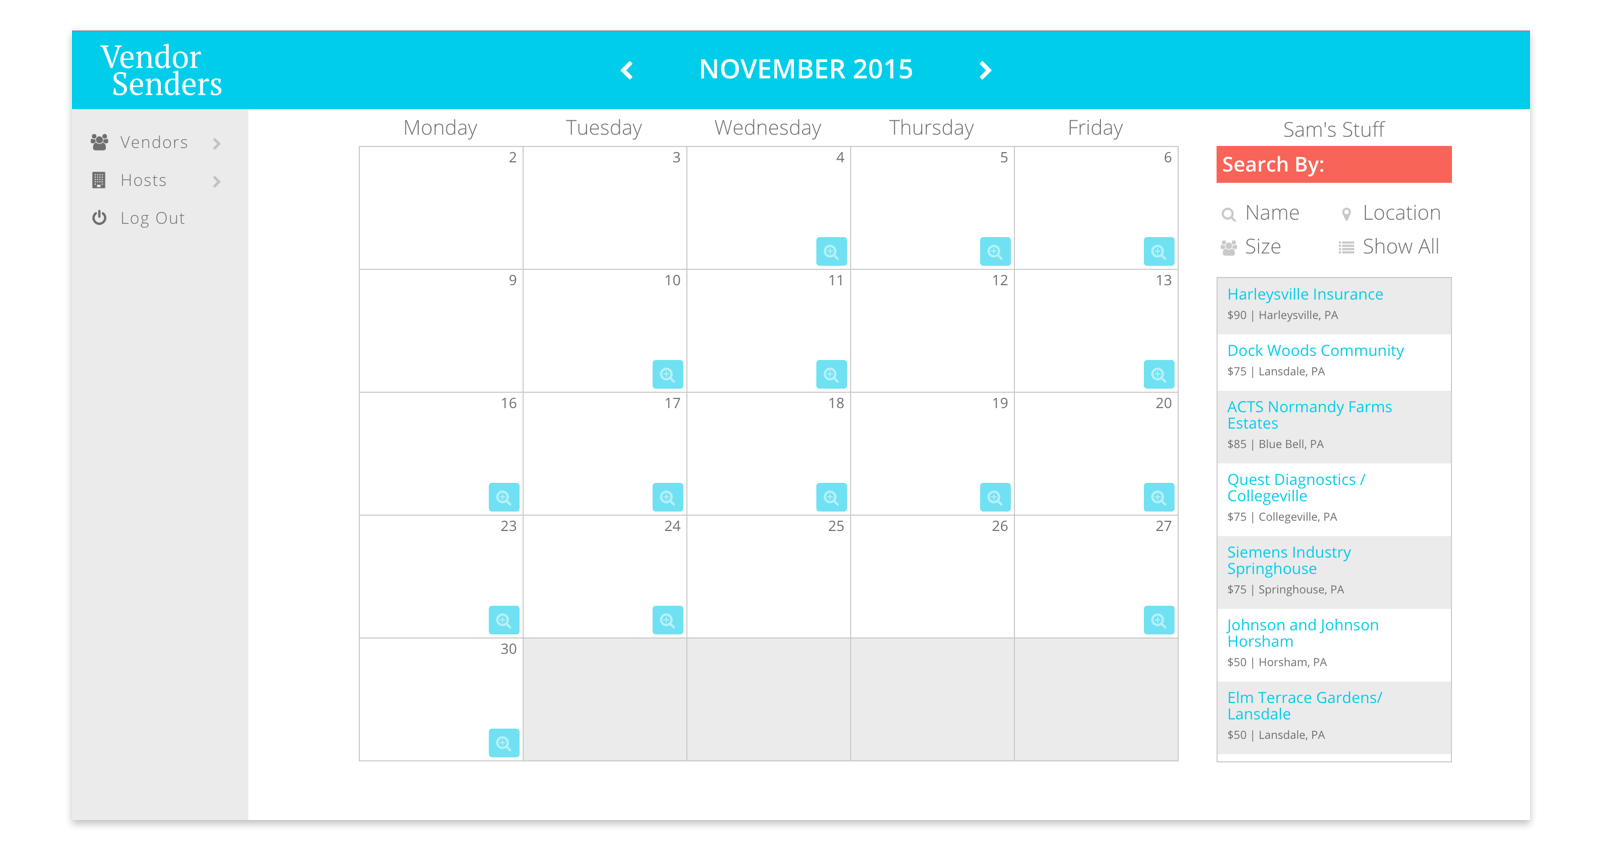 Vendor
Senders
NOVEMBER 2015
Vendors
Hosts
Log Out
Monday Tuesday Wednesday Thursday Friday
2 3 4 5 6
9 10 11 12 13
16 17 18 19 20
23 24 25 26 27
30
Sam's Stuff
Search By:
Name Location
Size Show All
Harleysville Insurance
$90 | Harleysville, PA
Dock Woods Community
$75 | Lansdale, PA
ACTS Normandy Farms
Estates
$85 | Blue Bell, PA
Quest Diagnostics /
Collegeville
$75 | Collegeville, PA
Siemens Industry
Springhouse
$75 | Springhouse, PA
Johnson and Johnson
Horsham
$50 | Horsham, PA
Elm Terrace Gardens/
Lansdale
$50 | Lansdale, PA